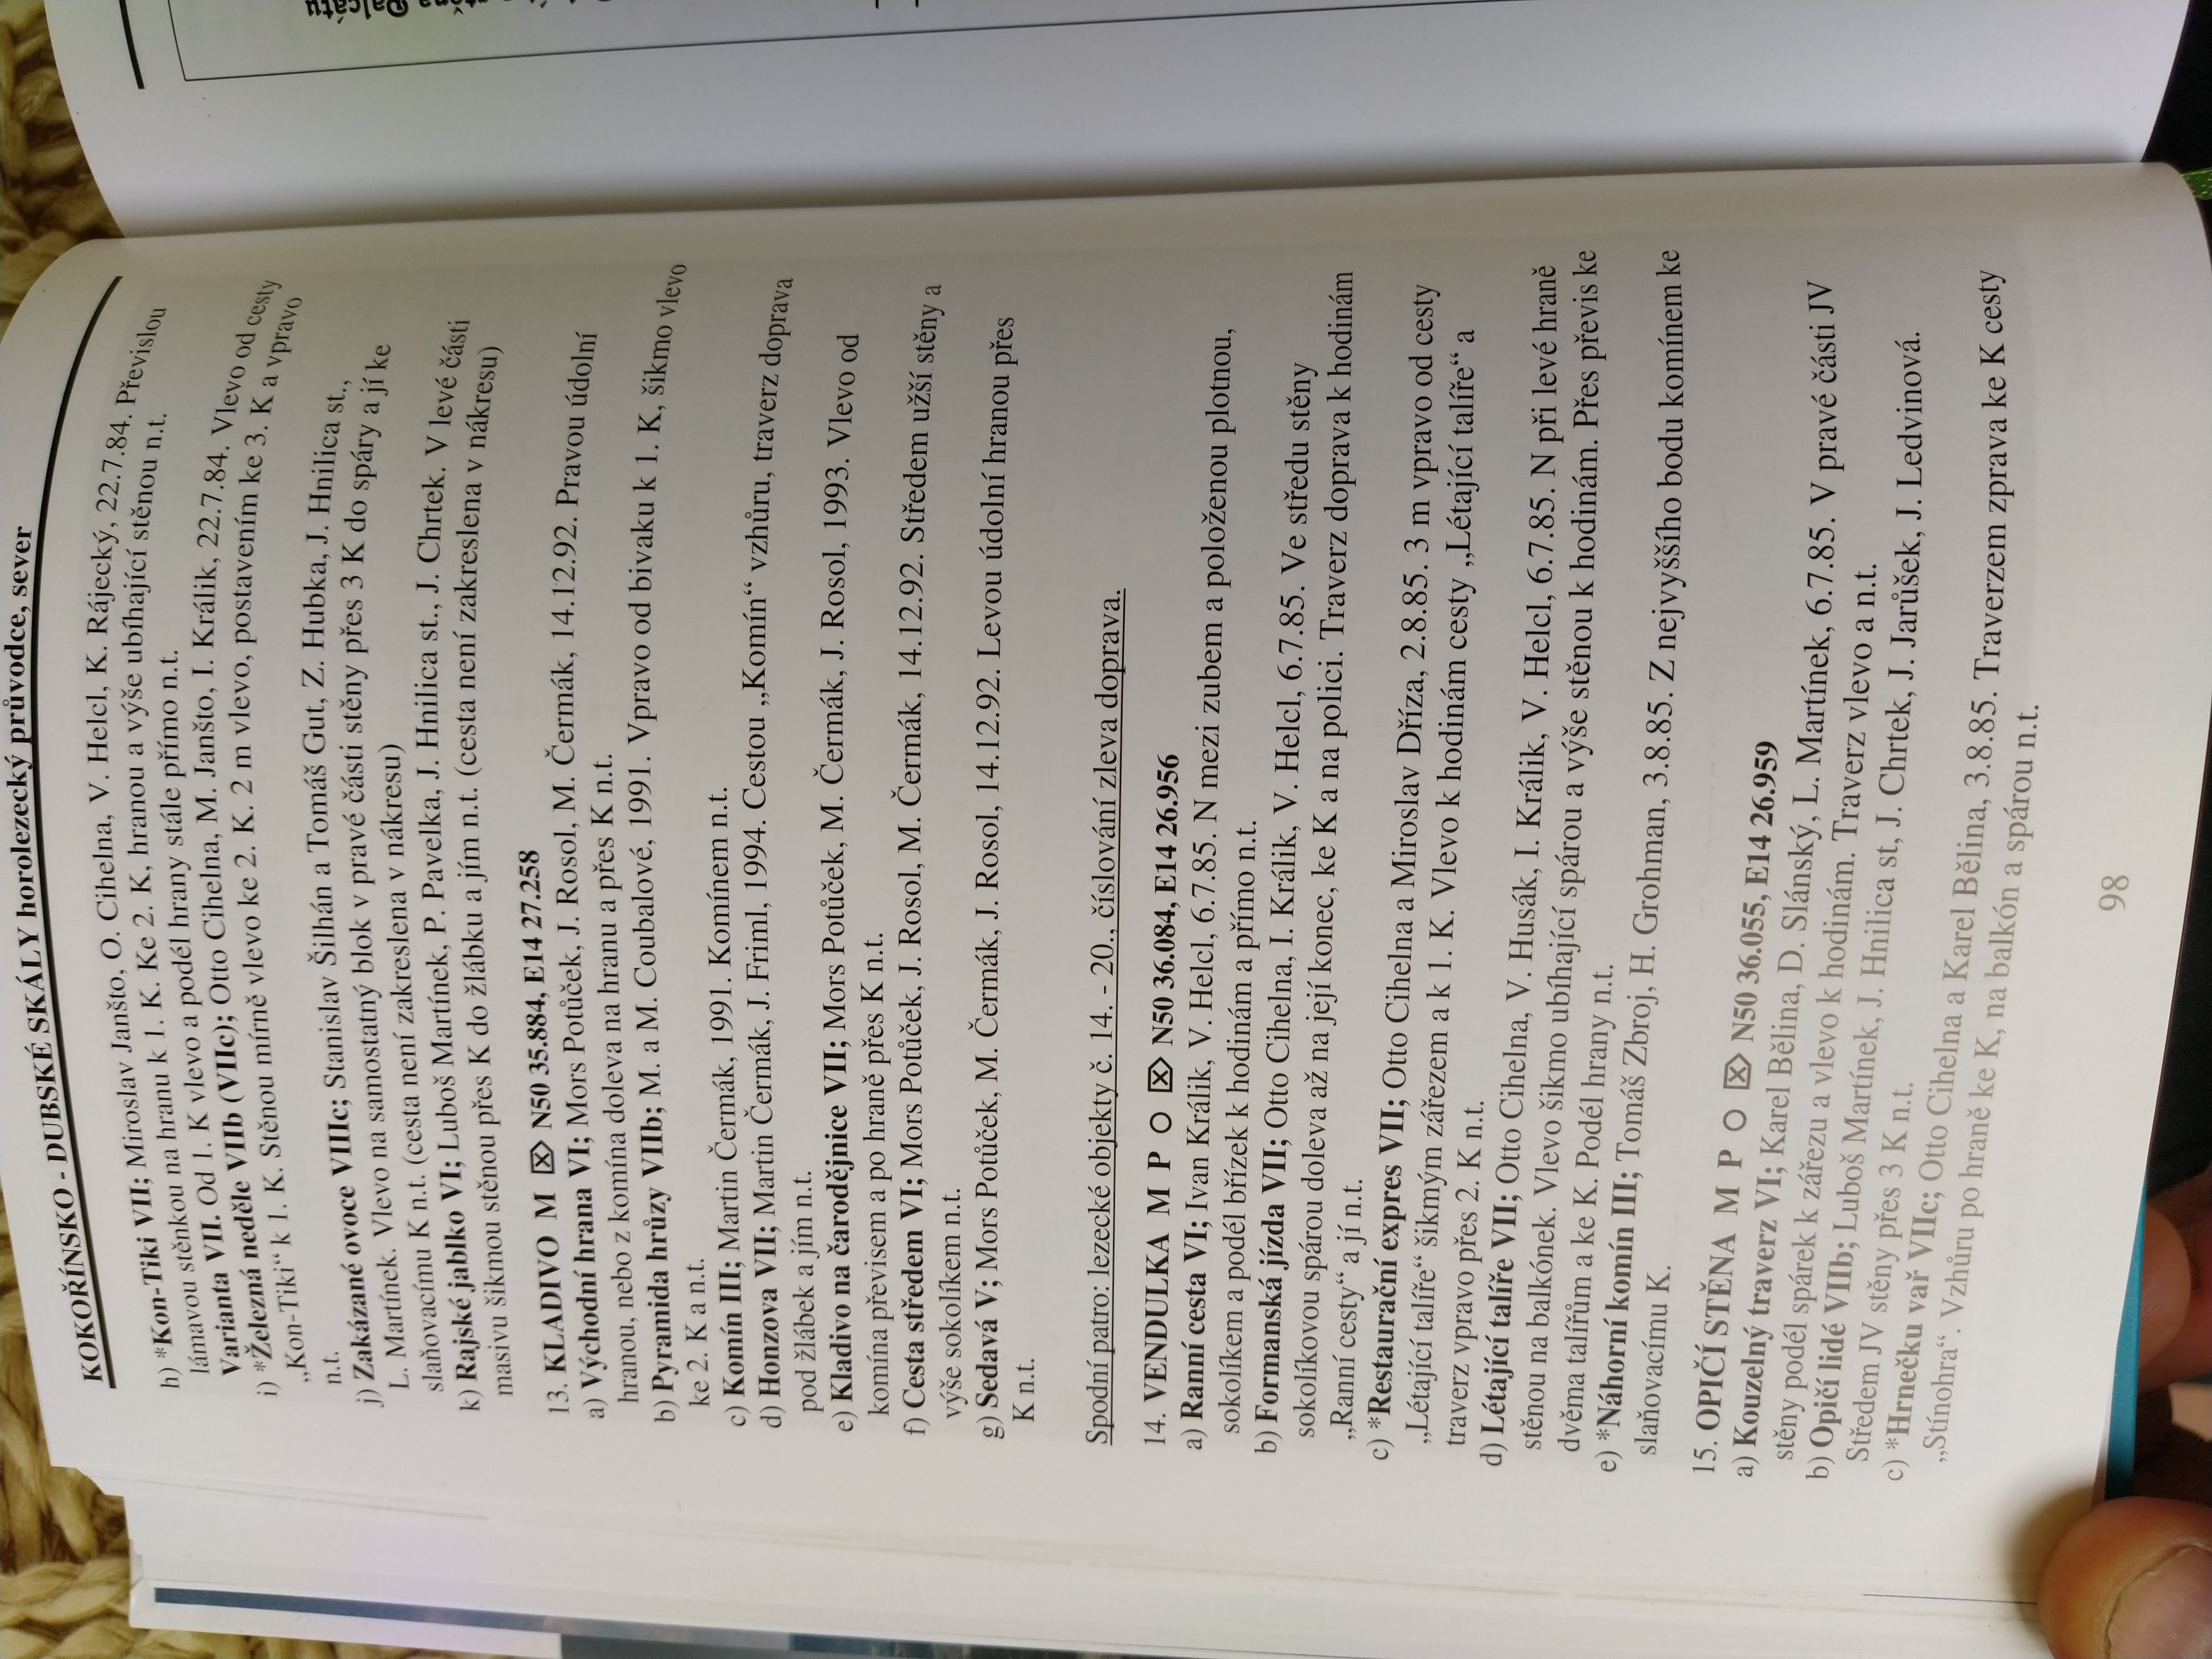 KOKOŘÍNSKO - DUBSKÉ SKÁLY horolezecký průvodce, sever
h) *Kon-Tiki VII; Miroslav Janšto, O. Cihelna, V. Helcl, K. Rájecký, 22.7.84. Převislou
lámavou stěnkou na hranu k 1. K. Ke 2. K, hranou a výše ubíhající stěnou n.t.
Varianta VII. Od 1. K vlevo a podél hrany stále přímo n.t.
i) *Železná neděle VIIb (VIIc); Otto Cihelna, M. Janšto, I. Králik, 22.7.84. Vlevo od cesty
„Kon-Tiki“ k 1. K. Stěnou mírně vlevo ke 2. K. 2 m vlevo, postavením ke 3. K a vpravo
n.t.
j) Zakázané ovoce VIIIc; Stanislav Šilhán a Tomáš Gut, Z. Hubka, J. Hnilica st.,
L. Martínek. Vlevo na samostatný blok v pravé části stěny přes 3 K do spáry a jí ke
slaňovacímu K n.t. (cesta není zakreslena v nákresu)
k) Rajské jablko VI; Luboš Martínek, P. Pavelka, J. Hnilica st., J. Chrtek. V levé části
masivu šikmou stěnou přes K do žlábku a jím n.t. (cesta není zakreslena v nákresu)
13. KLADIVO M N50 35.884, E14 27.258
a) Východní hrana VI; Mors Potůček, J. Rosol, M. Čermák, 14.12.92. Pravou údolní
hranou, nebo z komína doleva na hranu a přes K n.t.
b) Pyramida hrůzy VIIb; M. a M. Coubalové, 1991. Vpravo od bivaku k 1. K, šikmo vlevo
ke 2. K a n.t.
c) Komín III; Martin Čermák, 1991. Komínem n.t.
d) Honzova VII; Martin Čermák, J. Friml, 1994. Cestou „Komín“ vzhůru, traverz doprava
pod žlábek a jím n.t.
e) Kladivo na čarodějnice VII; Mors Potůček, M. Čermák, J. Rosol, 1993. Vlevo od
komína převisem a po hraně přes K n.t.
f) Cesta středem VI; Mors Potůček, J. Rosol, M. Čermák, 14.12.92. Středem užší stěny a
výše sokolíkem n.t.
g) Sedavá V; Mors Potůček, M. Čermák, J. Rosol, 14.12.92. Levou údolní hranou přes
K n.t.
Spodní patro: lezecké objekty č. 14. - 20., číslování zleva doprava.
14. VENDULKA M P N50 36.084, E14 26.956
a) Ranní cesta VI; Ivan Králik, V. Helcl, 6.7.85. N mezi zubem a položenou plotnou,
sokolíkem a podél břízek k hodinám a přímo n.t.
b) Formanská jízda VII; Otto Cihelna, I. Králik, V. Helcl, 6.7.85. Ve středu stěny
sokolíkovou spárou doleva až na její konec, ke K a na polici. Traverz doprava k hodinám
„Ranní cesty“ a jí n.t.
c) *Restaurační expres VII; Otto Cihelna a Miroslav Dříza, 2.8.85. 3 m vpravo od cesty
„Létající talíře“ šikmým zářezem a k 1. K. Vlevo k hodinám cesty „Létající talíře“ a
traverz vpravo přes 2. K n.t.
d) Létající talíře VII; Otto Cihelna, V. Husák, I. Králik, V. Helcl, 6.7.85. N při levé hraně
stěnou na balkónek. Vlevo šikmo ubíhající spárou a výše stěnou k hodinám. Přes převis ke
dvěma talířům a ke K. Podél hrany n.t.
e) *Náhorní komín III; Tomáš Zbroj, H. Grohman, 3.8.85. Z nejvyššího bodu komínem ke
slaňovacímu K.
15. OPIČÍ STĚNA M P N50 36.055, E14 26.959
a) Kouzelný traverz VI; Karel Bělina, D. Slánský, L. Martínek, 6.7.85. V pravé části JV
stěny podél spárek k zářezu a vlevo k hodinám. Traverz vlevo a n.t.
b) Opičí lidé VIIb; Luboš Martínek, J. Hnilica st, J. Chrtek, J. Jarůšek, J. Ledvinová.
Středem JV stěny přes 3 K n.t.
c) *Hrnečku vař VIIc; Otto Cihelna a Karel Bělina, 3.8.85. Traverzem zprava ke K cesty
„Stínohra“. Vzhůru po hraně ke K, na balkón a spárou n.t.
98